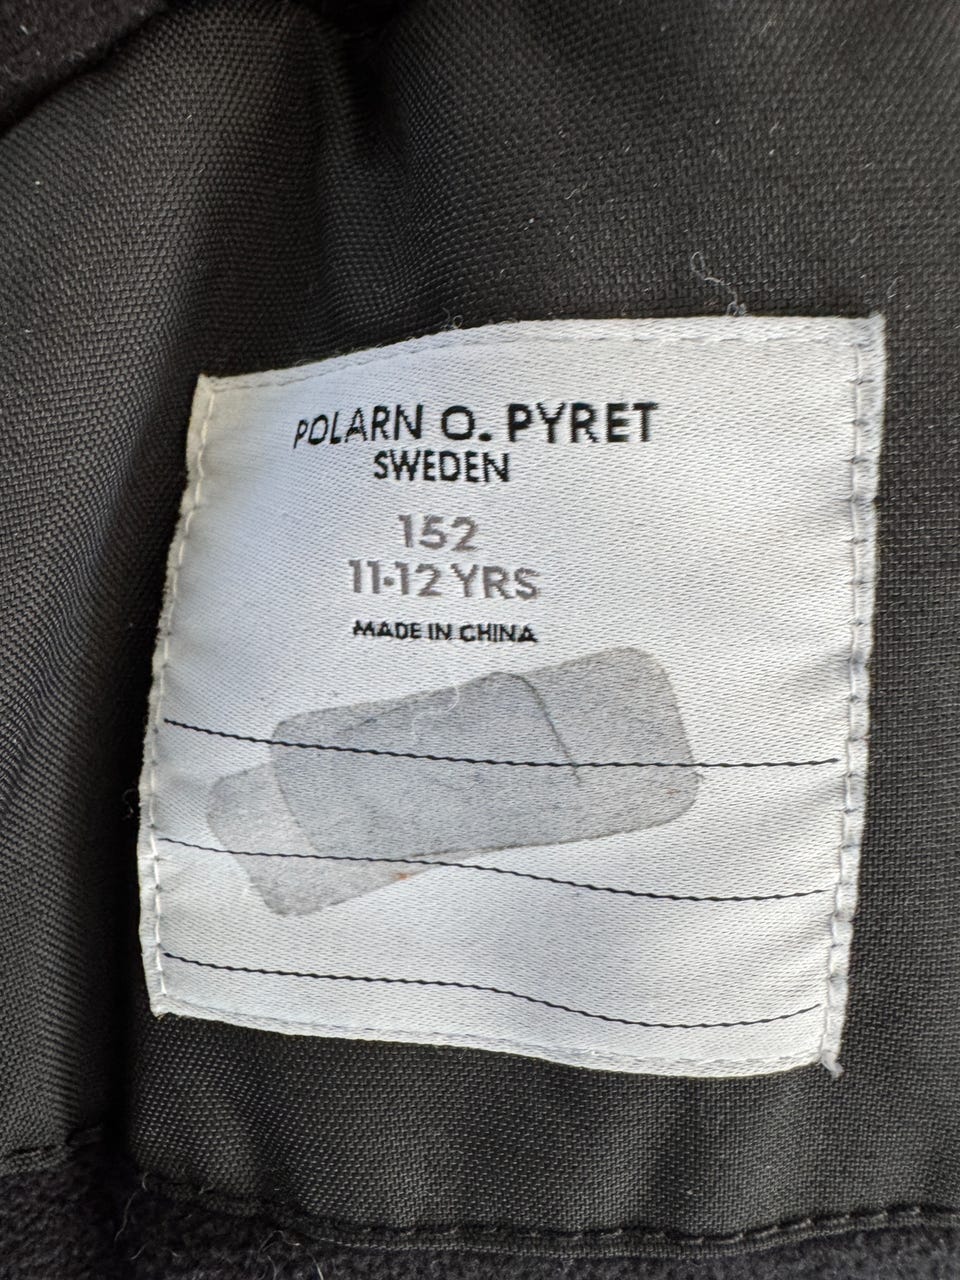 POLARN O. PYRET
SWEDEN
152
11-12 YRS
MADE IN CHINA